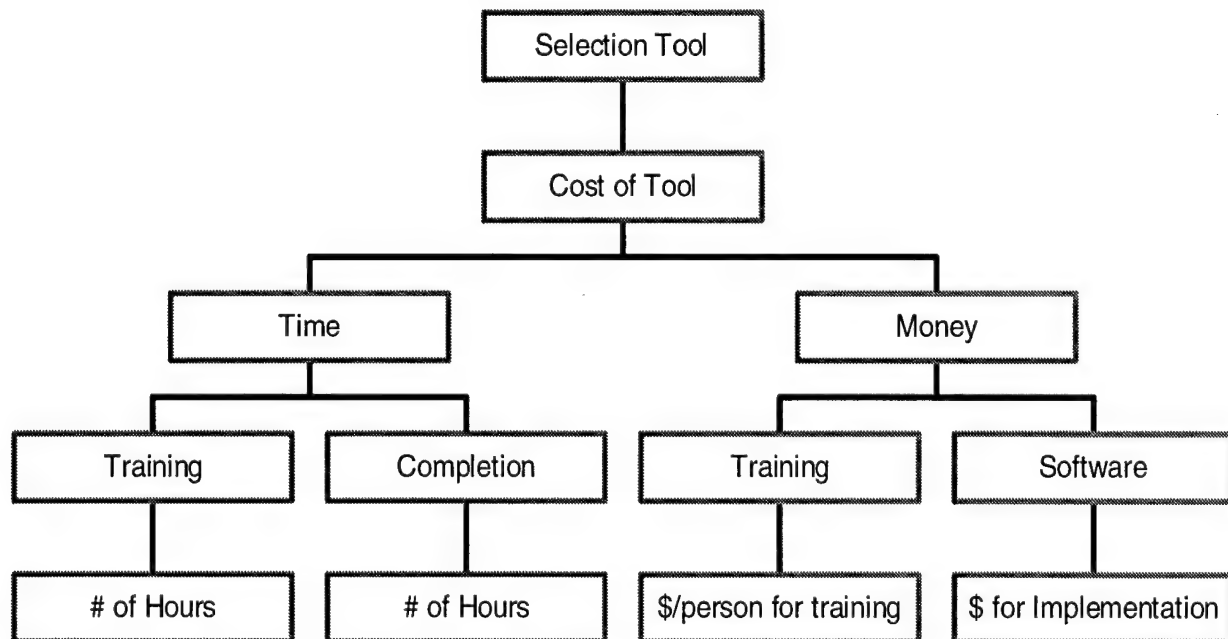 Selection Tool
Cost of Tool
Time
Money
Training
Completion
Training
Software
# of Hours
# of Hours
$/person for training
$ for Implementation